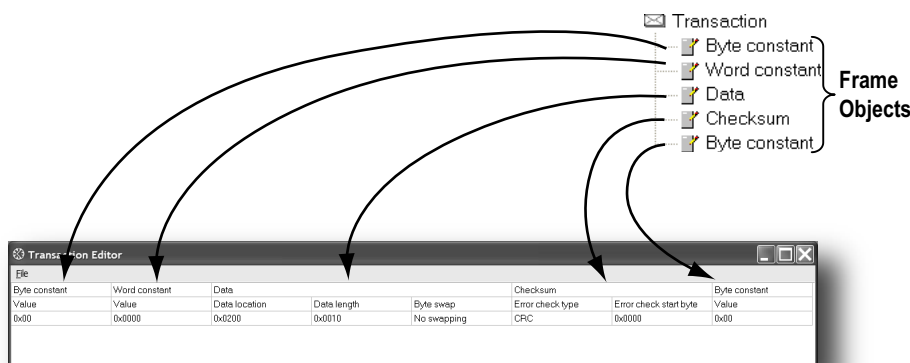 Transaction
Byte constant
Word constant
Data
Checksum
Byte constant
Frame
Objects
Transaction Editor
File
Byte constant Word constant Data Checksum Byte constant
Value Value Data location Data length Byte swap Error check type Error check start byte Value
0x00 0x0000 0x0200 0x0010 No swapping CRC 0x0000 0x00